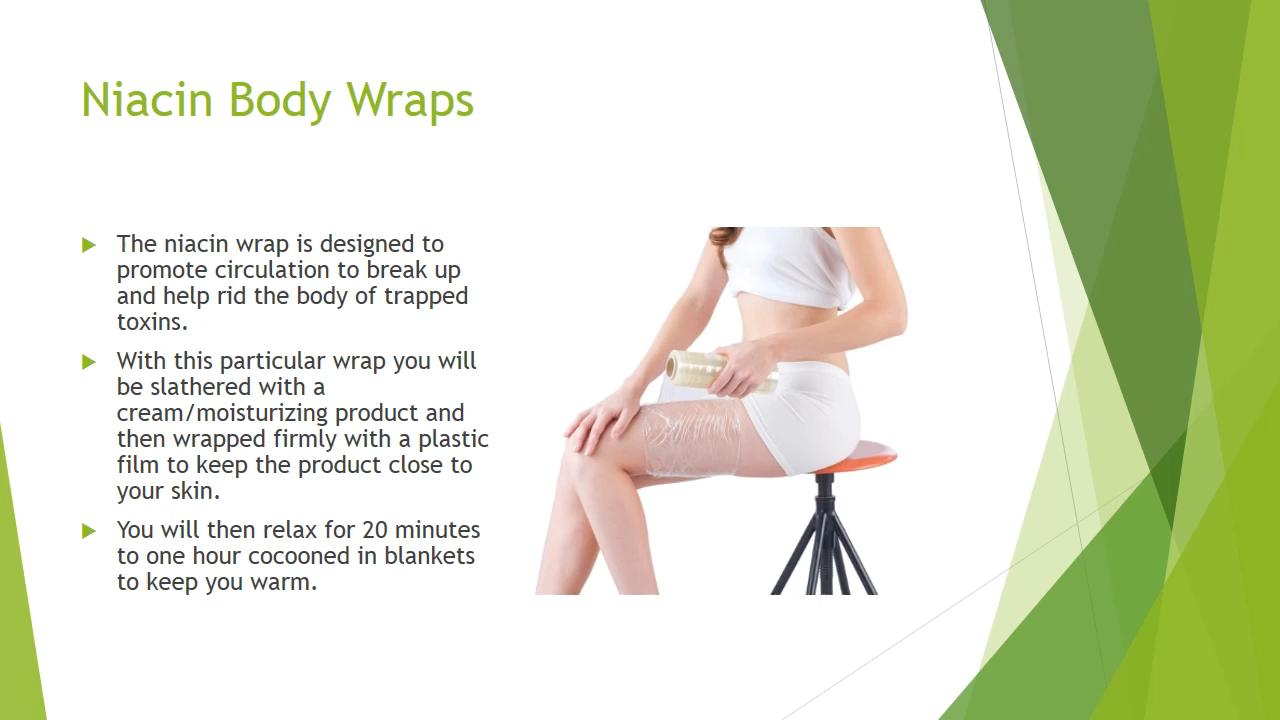 Niacin Body Wraps
The niacin wrap is designed to
promote circulation to break up
and help rid the body of trapped
toxins.
With this particular wrap you will
be slathered with a
cream/moisturizing product and
then wrapped firmly with a plastic
film to keep the product close to
your skin.
You will then relax for 20 minutes
to one hour cocooned in blankets
to keep you warm.